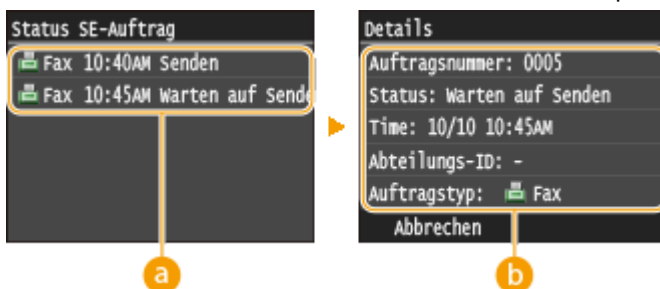 Status SE-Auftrag
Fax 10:40AM Senden
Fax 10:45AM Warten auf Sende
a
Details
Auftragsnummer: 0005
Status: Warten auf Senden
Time: 10/10 10:45AM
Abteilungs-ID: -
Auftragstyp: Fax
Abbrechen
b